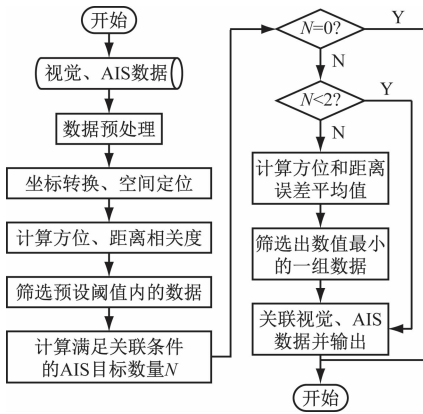 开始
视觉、AIS数据
数据预处理
坐标转换、空间定位
计算方位、距离相关度
筛选预设阈值内的数据
计算满足关联条件
的AIS目标数量N
N=0?
Y
N
N<2?
Y
N
计算方位和距离
误差平均值
筛选出数值最小
的一组数据
关联视觉、AIS
数据并输出
开始